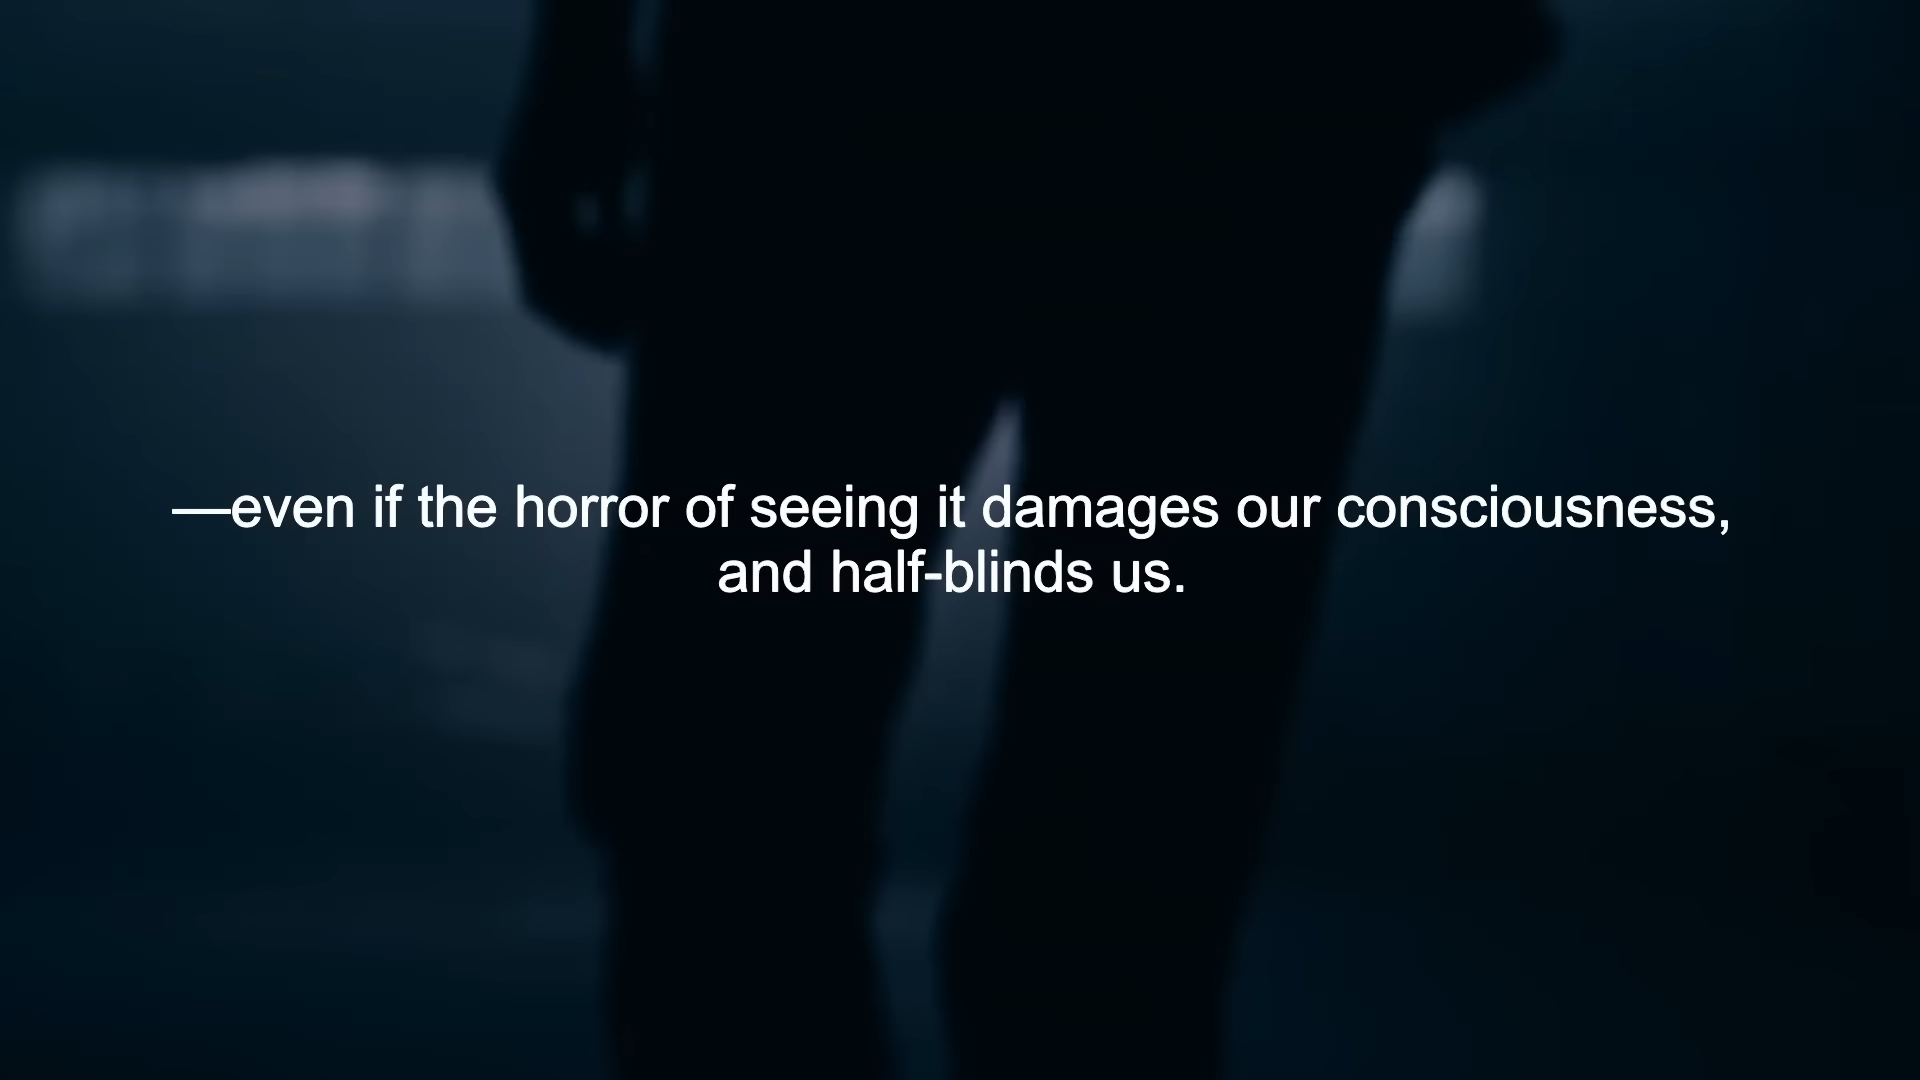 —even if the horror of seeing it damages our consciousness,
and half-blinds us.